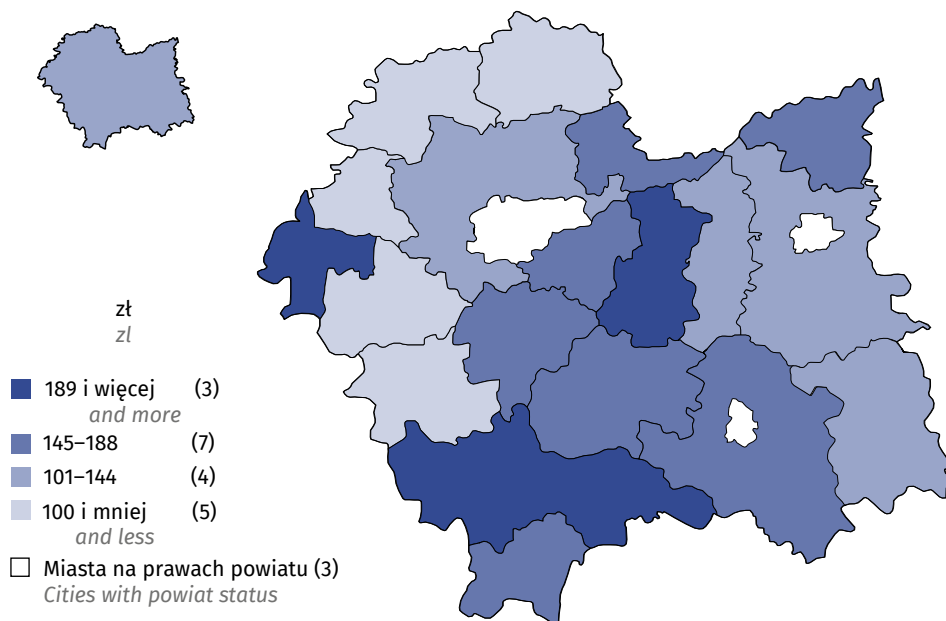 zł
zl
189 i więcej (3)
and more
145–188 (7)
101–144 (4)
100 i mniej (5)
and less
Miasta na prawach powiatu (3)
Cities with powiat status